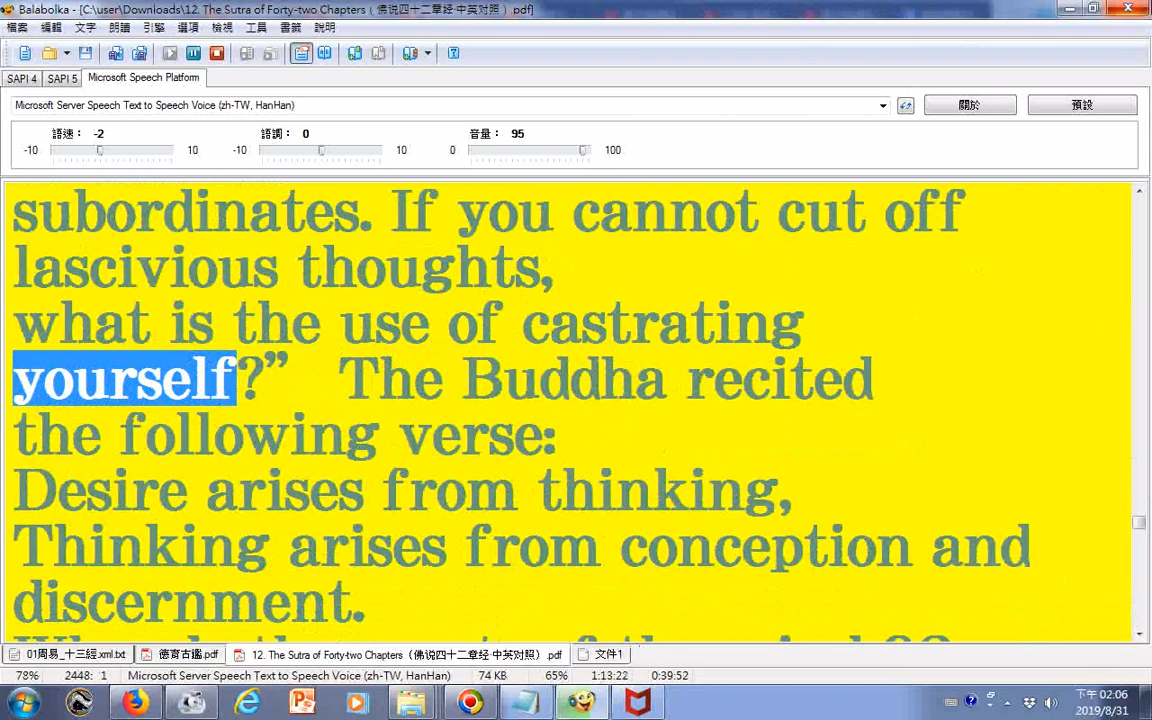 Balabolka - [C:\user\Downloads\12. The Sutra of Forty-two Chapters（佛说四十二章经·中英对照）.pdf]
檔案 編輯 文字 朗讀 引擎 選項 檢視 工具 書籤 說明
SAPI 4 SAPI 5 Microsoft Speech Platform
Microsoft Server Speech Text to Speech Voice (zh-TW, HanHan) 關於 預設
語速： -2 語調： 0 音量： 95
-10 10 -10 10 0 100
subordinates. If you cannot cut off
lascivious thoughts,
what is the use of castrating
yourself?” The Buddha recited
the following verse:
Desire arises from thinking,
Thinking arises from conception and
discernment.
01周易_十三經.xml.txt 德育古鑑.pdf 12. The Sutra of Forty-two Chapters（佛说四十二章经·中英对照）.pdf 文件1
78% 2448: 1 Microsoft Server Speech Text to Speech Voice (zh-TW, HanHan) 74 KB 65% 1:13:22 0:39:52
下午 02:06
2019/8/31